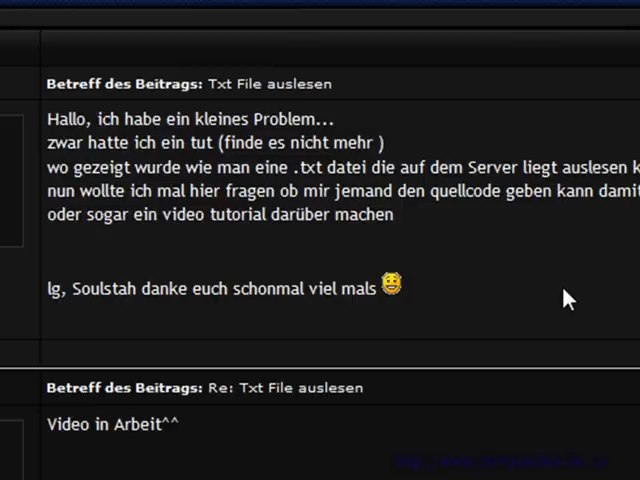 Betreff des Beitrags: Txt File auslesen
Hallo, ich habe ein kleines Problem...
zwar hatte ich ein tut (finde es nicht mehr )
wo gezeigt wurde wie man eine .txt datei die auf dem Server liegt auslesen k
nun wollte ich mal hier fragen ob mir jemand den quellcode geben kann damit
oder sogar ein video tutorial darüber machen
lg, Soulstah danke euch schonmal viel mals
Betreff des Beitrags: Re: Txt File auslesen
Video in Arbeit^^